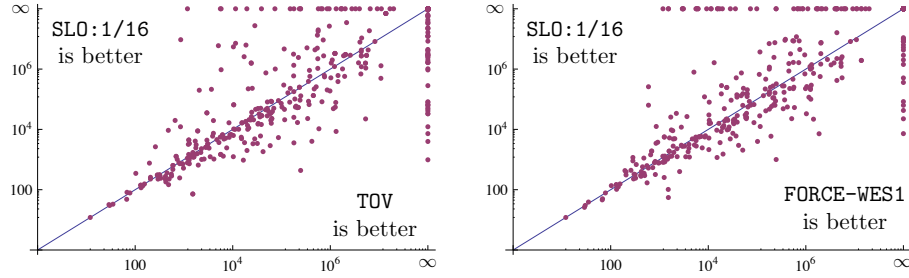 ∞
SLO:1/16
is better
10⁶
10⁴
100
TOV
is better
100
10⁴
10⁶
∞
∞
SLO:1/16
is better
10⁶
10⁴
100
FORCE-WES1
is better
100
10⁴
10⁶
∞